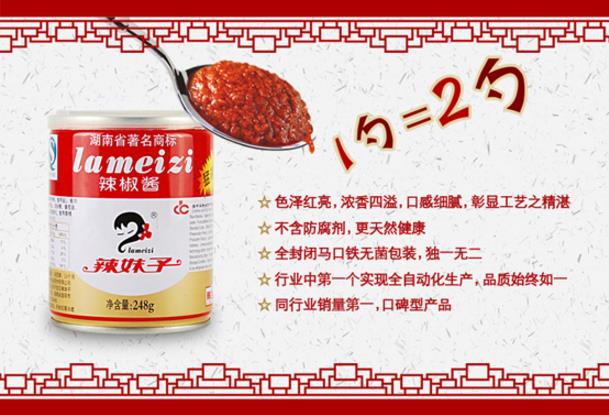 1勺=2勺
湖南省著名商标
lameizi
辣椒酱
lameizi
辣妹子
净含量:248g
色泽红亮，浓香四溢，口感细腻，彰显工艺之精湛
不含防腐剂，更天然健康
全封闭马口铁无菌包装，独一无二
行业中第一个实现全自动化生产，品质始终如一
同行业销量第一，口碑型产品